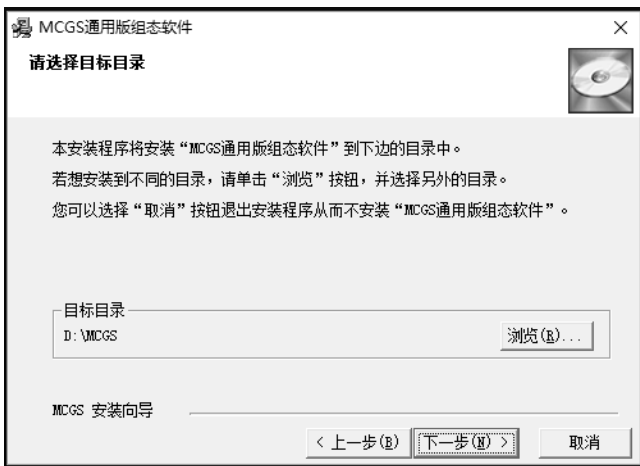 MCGS通用版组态软件
请选择目标目录
本安装程序将安装“MCGS通用版组态软件”到下边的目录中。
若想安装到不同的目录，请单击“浏览”按钮，并选择另外的目录。
您可以选择“取消”按钮退出安装程序从而不安装“MCGS通用版组态软件”。
目标目录
D:\MCGS
浏览(R)...
MCGS 安装向导
< 上一步(B)
下一步(N) >
取消